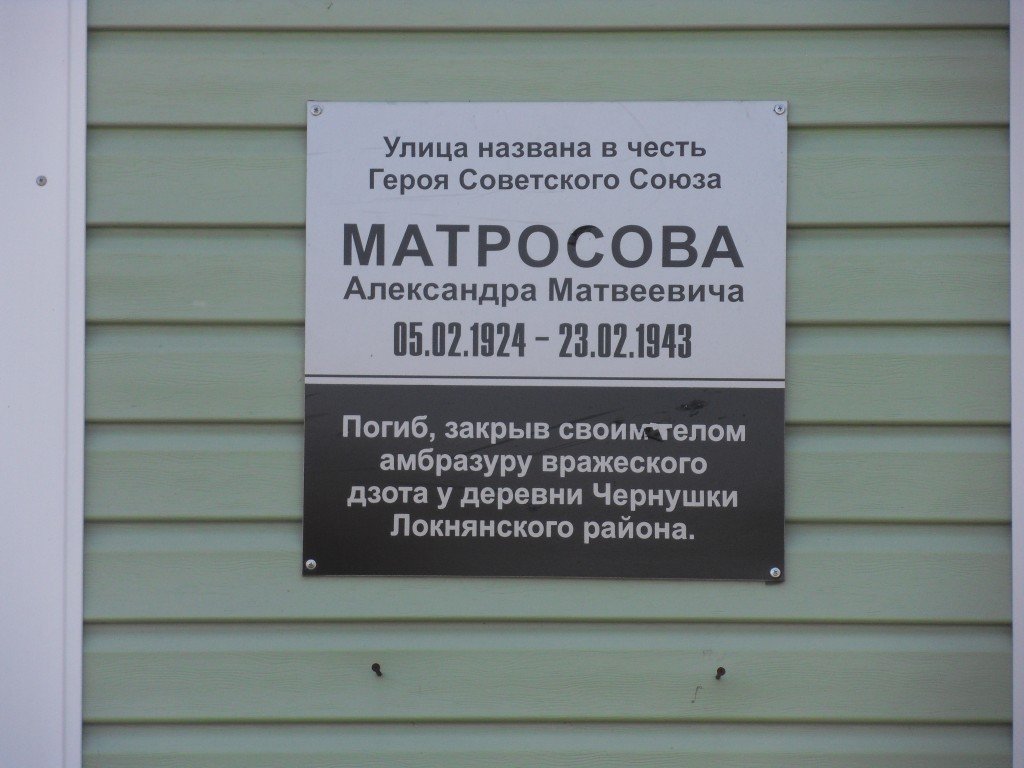 Улица названа в честь
Героя Советского Союза
МАТРОСОВА
Александра Матвеевича
05.02.1924 – 23.02.1943
Погиб, закрыв своим телом
амбразуру вражеского
дзота у деревни Чернушки
Локнянского района.